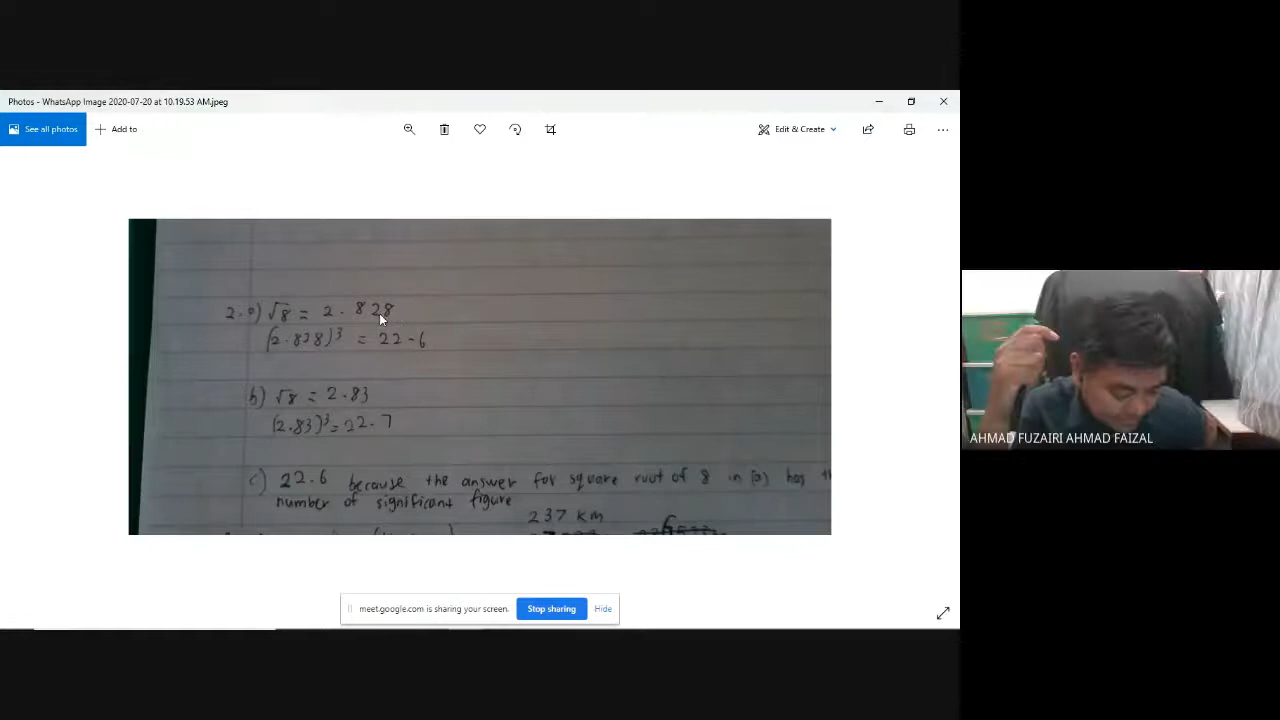 Photos - WhatsApp Image 2020-07-20 at 10.19.53 AM.jpeg
See all photos
Add to
Edit & Create
2.a) √8 = 2.828
(2.828)³ = 22.6
b) √8 = 2.83
(2.83)³ = 22.7
c) 22.6 because the answer for square root of 8 in (a) has
number of significant figure
237 km
AHMAD FUZAIRI AHMAD FAIZAL
meet.google.com is sharing your screen.
Stop sharing
Hide